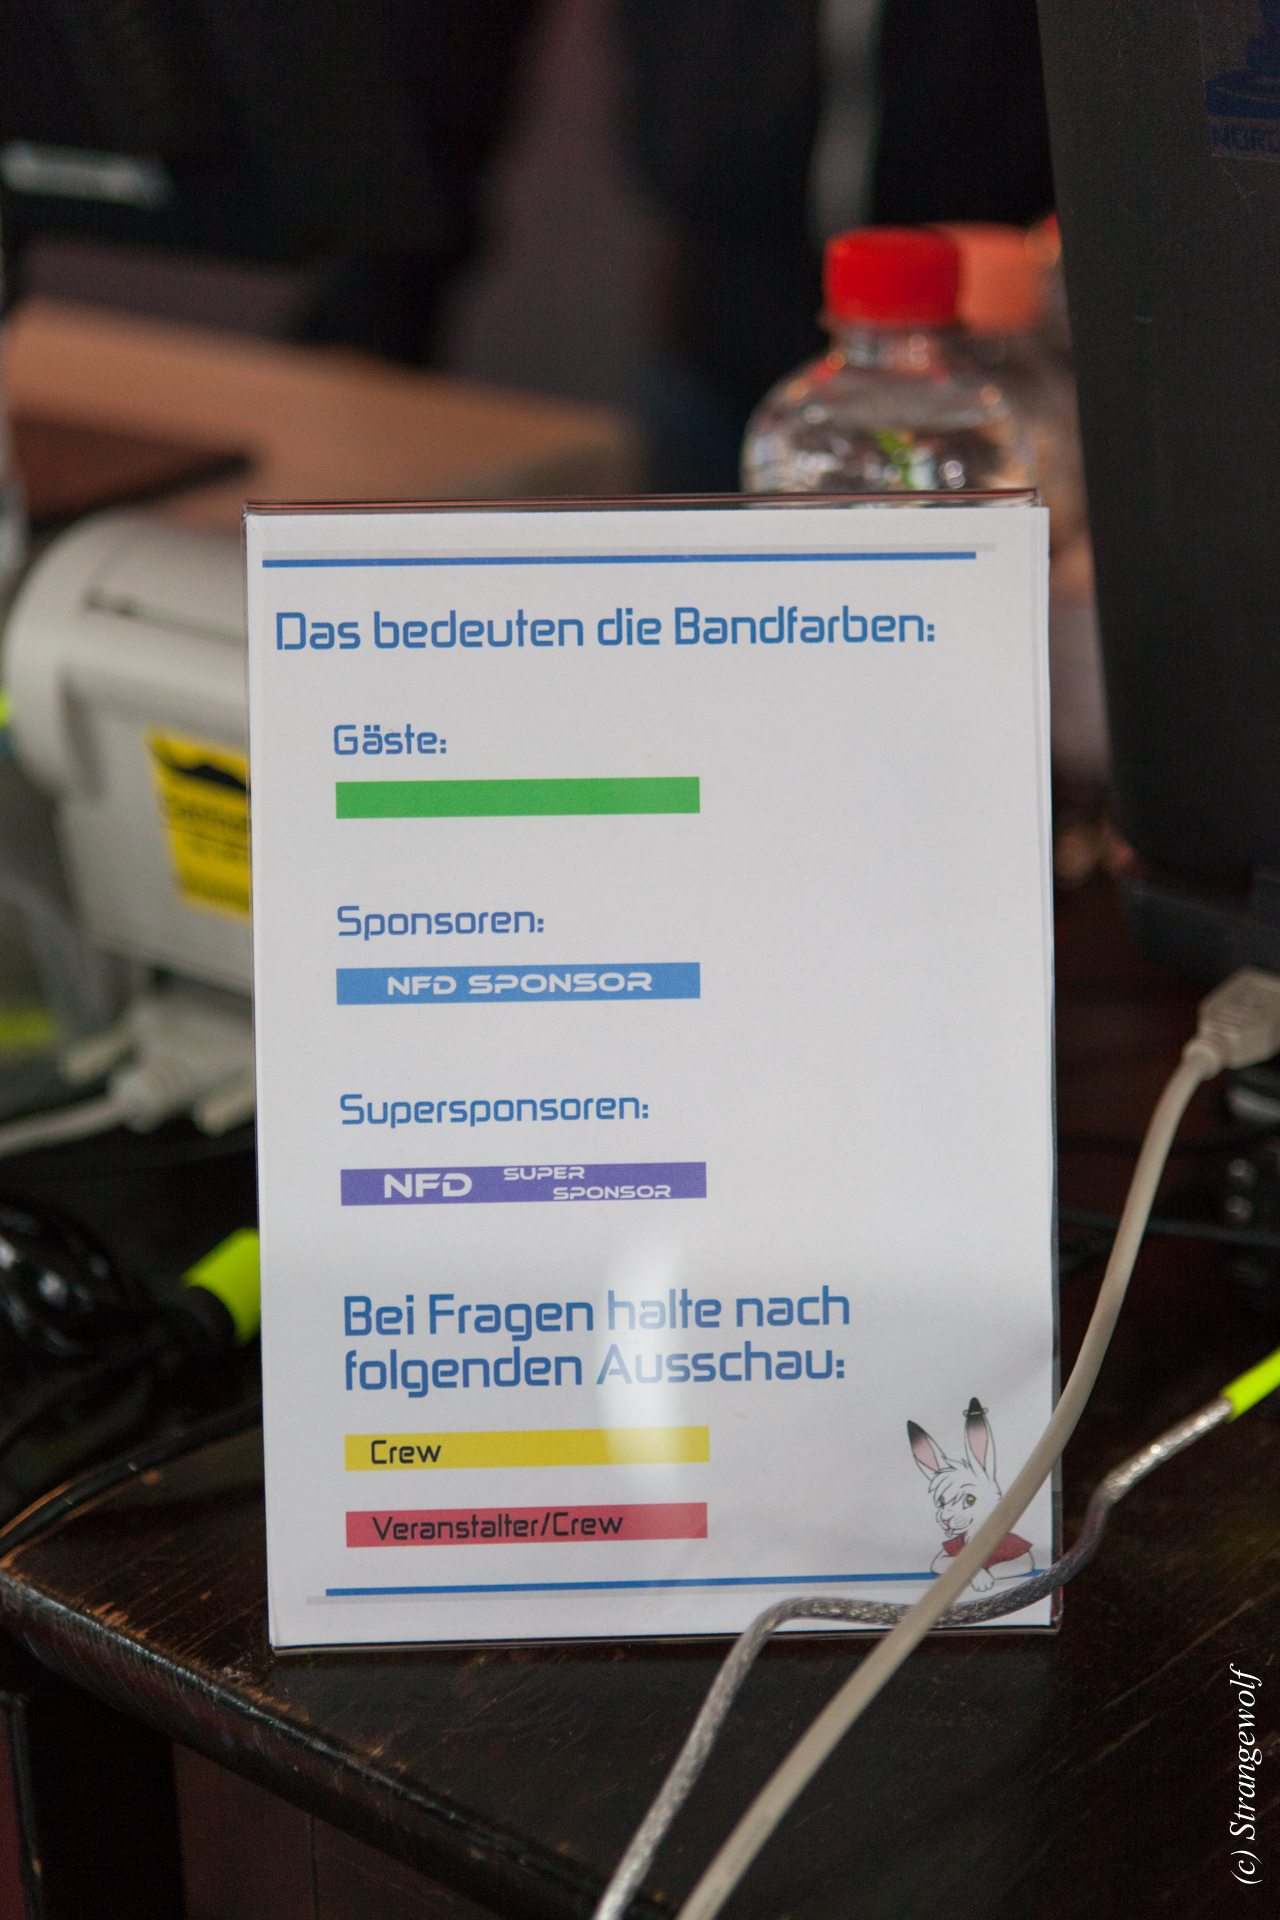 Das bedeuten die Bandfarben:
Gäste:
Sponsoren:
NFD SPONSOR
Supersponsoren:
NFD SUPER
SPONSOR
Bei Fragen halte nach
folgenden Ausschau:
Crew
Veranstalter/Crew
(c) Strangewolf